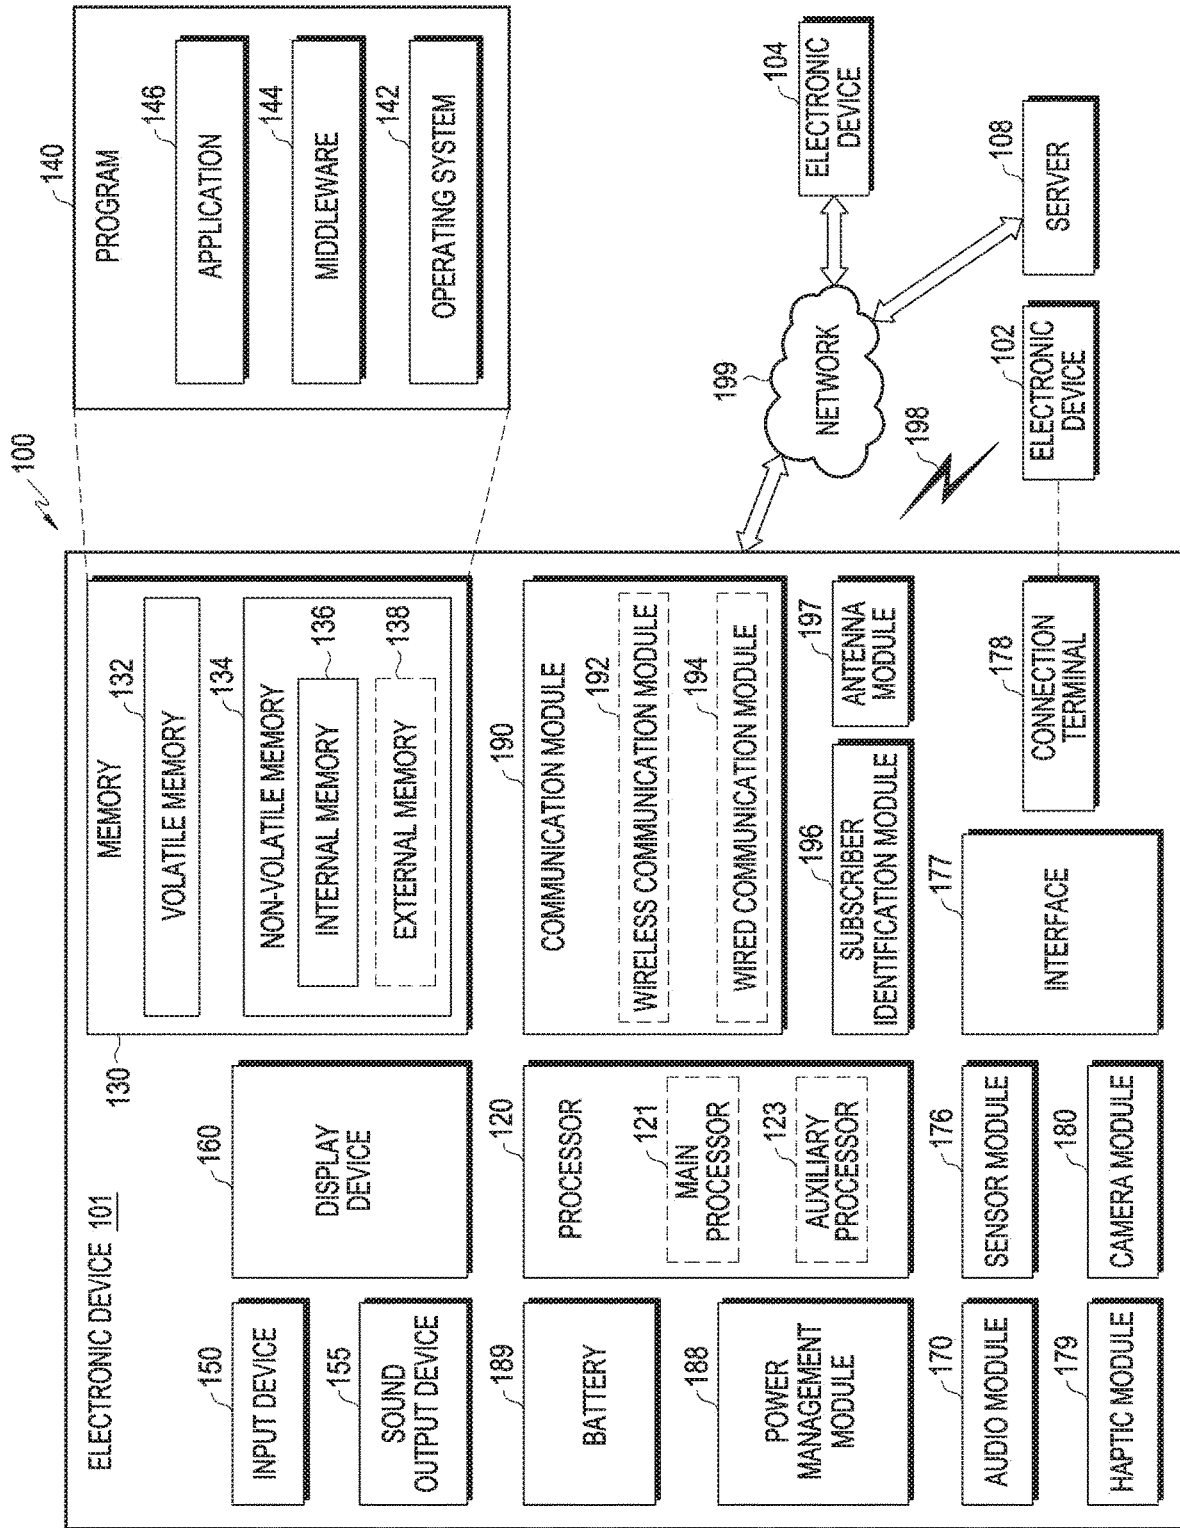 100
ELECTRONIC DEVICE 101
INPUT DEVICE
150
SOUND
OUTPUT DEVICE
155
DISPLAY
DEVICE
160
130
MEMORY
VOLATILE MEMORY
132
NON-VOLATILE MEMORY
134
INTERNAL MEMORY
136
EXTERNAL MEMORY
138
140
PROGRAM
APPLICATION
146
MIDDLEWARE
144
OPERATING SYSTEM
142
BATTERY
189
POWER
MANAGEMENT
MODULE
188
PROCESSOR
120
MAIN
PROCESSOR
121
AUXILIARY
PROCESSOR
123
COMMUNICATION MODULE
190
WIRELESS COMMUNICATION MODULE
192
WIRED COMMUNICATION MODULE
194
SUBSCRIBER
IDENTIFICATION MODULE
196
ANTENNA
MODULE
197
NETWORK
199
ELECTRONIC
DEVICE
104
SERVER
108
198
ELECTRONIC
DEVICE
102
AUDIO MODULE
170
SENSOR MODULE
176
INTERFACE
177
CONNECTION
TERMINAL
178
HAPTIC MODULE
179
CAMERA MODULE
180